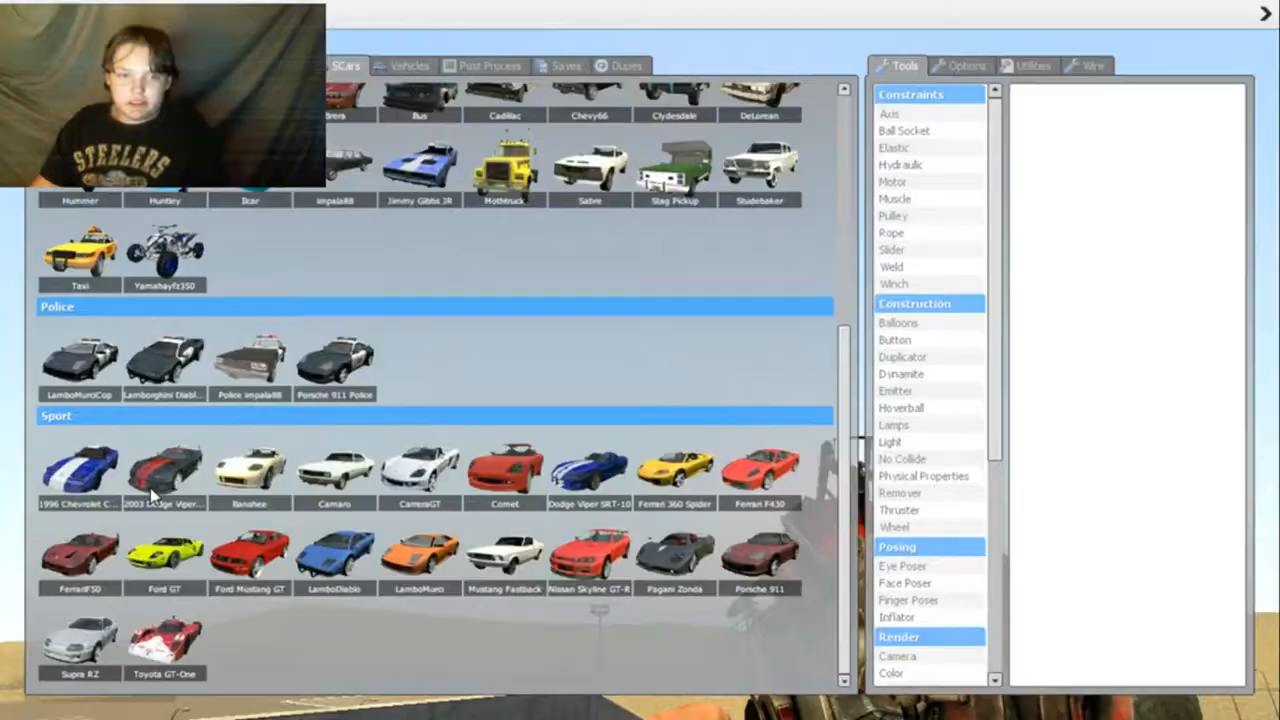 STEELERS
SCars Vehicles Post Process Saves Dupes
Tools Options Utilities Wire
Brera Bus Cadillac Chevy66 Clydesdale DeLorean
Hummer Huntley Ikar Impala88 Jimmy Gibbs JR Mothtruck Sabre Stag Pickup Studebaker
Taxi Yamahayfz350
Police
LamboMurciCop Lamborghini Diabl... Police impala88 Porsche 911 Police
Sport
1996 Chevrolet C... 2003 Dodge Viper... Banshee Camaro CarreraGT Comet Dodge Viper SRT-10 Ferrari 360 Spider Ferrari F430
FerrariF50 Ford GT Ford Mustang GT LamboDiablo LamboMurci Mustang Fastback Nissan Skyline GT-R Pagani Zonda Porsche 911
Supra RZ Toyota GT-One
Constraints
Axis
Ball Socket
Elastic
Hydraulic
Motor
Muscle
Pulley
Rope
Slider
Weld
Winch
Construction
Balloons
Button
Duplicator
Dynamite
Emitter
Hoverball
Lamps
Light
No Collide
Physical Properties
Remover
Thruster
Wheel
Posing
Eye Poser
Face Poser
Finger Poser
Inflator
Render
Camera
Color